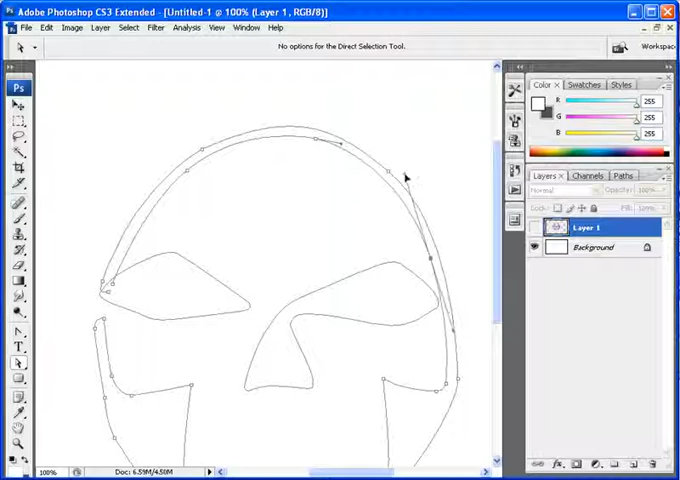 Adobe Photoshop CS3 Extended - [Untitled-1 @ 100% (Layer 1, RGB/8)]
File Edit Image Layer Select Filter Analysis View Window Help
No options for the Direct Selection Tool.
Workspa
Ps
Color × Swatches Styles
R 255
G 255
B 255
Layers × Channels Paths
Normal Opacity: 100%
Lock: Fill: 100%
Layer 1
Background
T
100% Doc: 6.59M/4.50M
fx